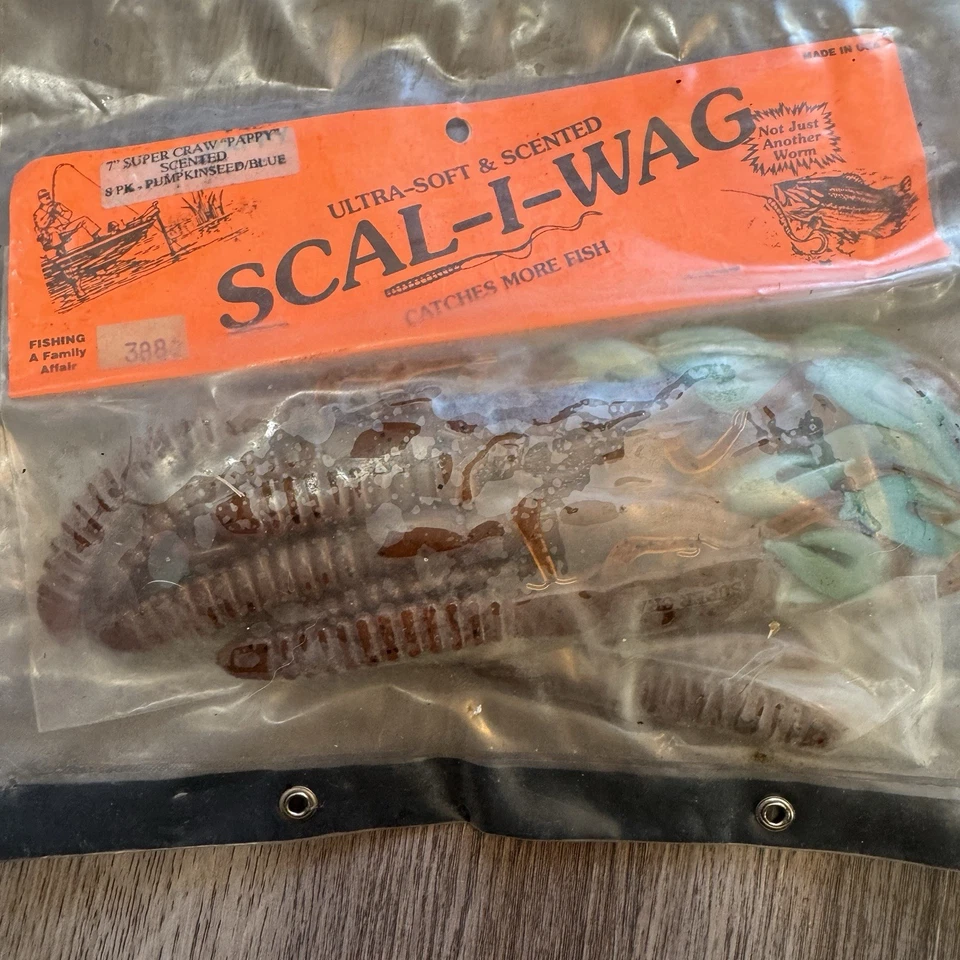 MADE IN U.S.A.
7" SUPER CRAW "PAPPY"
SCENTED
8 PK - PUMPKINSEED/BLUE
ULTRA-SOFT & SCENTED
SCAL-I-WAG
CATCHES MORE FISH
Not Just
Another
Worm
FISHING
A Family
Affair